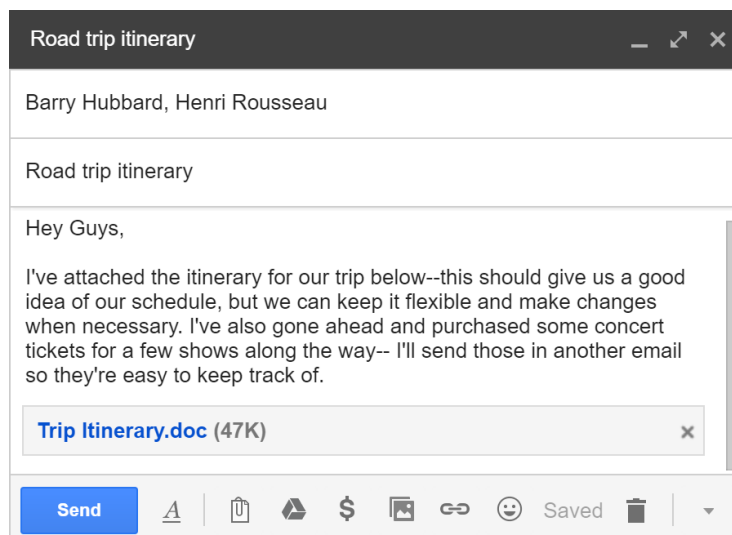 Road trip itinerary
Barry Hubbard, Henri Rousseau
Road trip itinerary
Hey Guys,
I've attached the itinerary for our trip below--this should give us a good
idea of our schedule, but we can keep it flexible and make changes
when necessary. I've also gone ahead and purchased some concert
tickets for a few shows along the way-- I'll send those in another email
so they're easy to keep track of.
Trip Itinerary.doc (47K)
Send A $ Saved